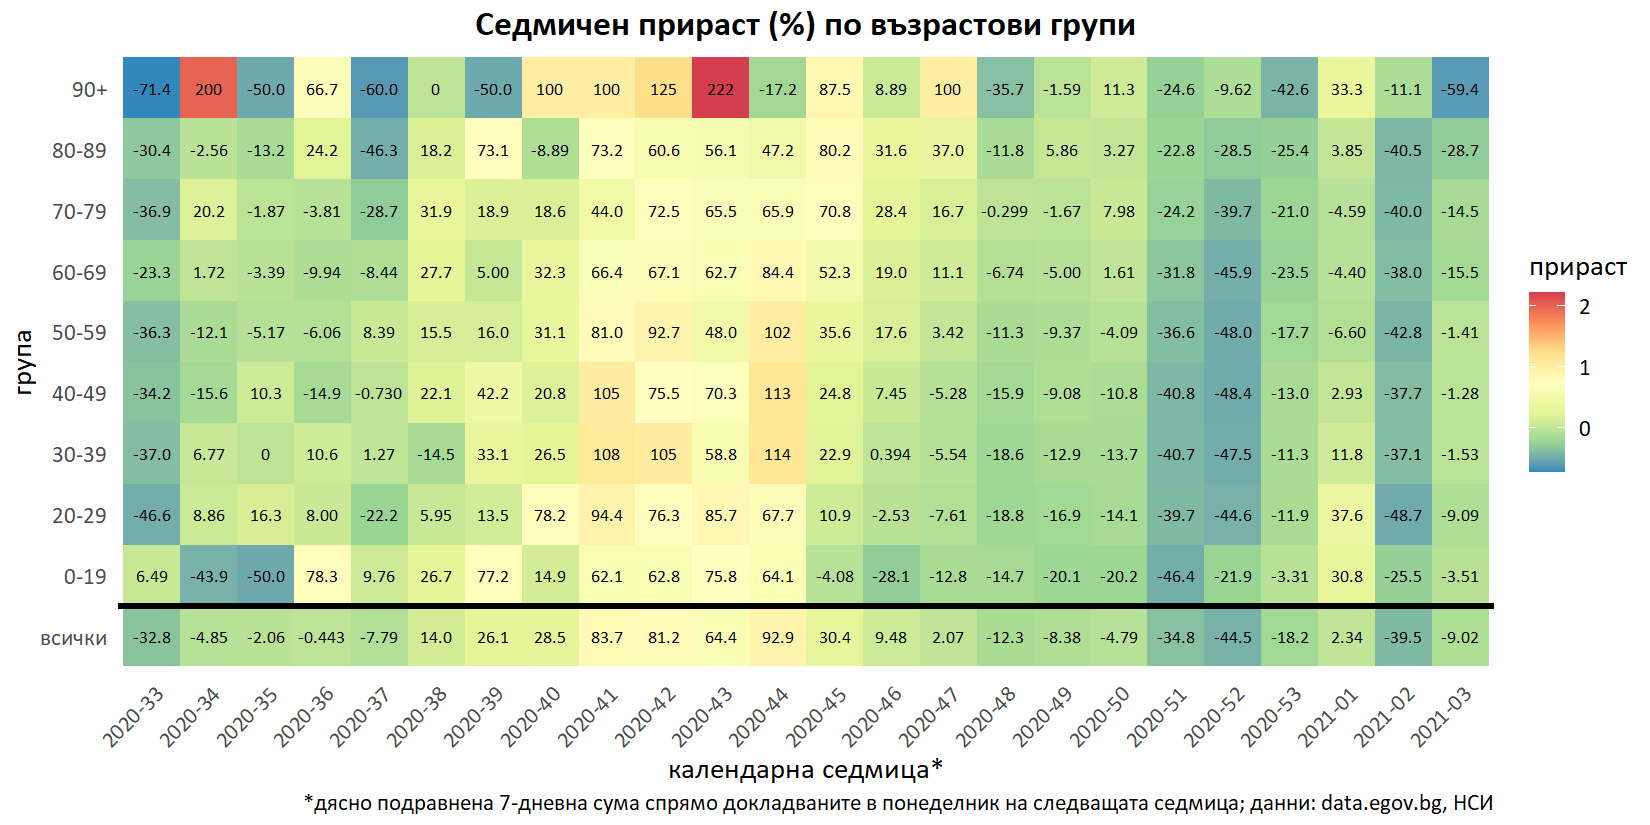 Седмичен прираст (%) по възрастови групи
90+ -71.4 200 -50.0 66.7 -60.0 0 -50.0 100 100 125 222 -17.2 87.5 8.89 100 -35.7 -1.59 11.3 -24.6 -9.62 -42.6 33.3 -11.1 -59.4
80-89 -30.4 -2.56 -13.2 24.2 -46.3 18.2 73.1 -8.89 73.2 60.6 56.1 47.2 80.2 31.6 37.0 -11.8 5.86 3.27 -22.8 -28.5 -25.4 3.85 -40.5 -28.7
70-79 -36.9 20.2 -1.87 -3.81 -28.7 31.9 18.9 18.6 44.0 72.5 65.5 65.9 70.8 28.4 16.7 -0.299 -1.67 7.98 -24.2 -39.7 -21.0 -4.59 -40.0 -14.5
60-69 -23.3 1.72 -3.39 -9.94 -8.44 27.7 5.00 32.3 66.4 67.1 62.7 84.4 52.3 19.0 11.1 -6.74 -5.00 1.61 -31.8 -45.9 -23.5 -4.40 -38.0 -15.5
50-59 -36.3 -12.1 -5.17 -6.06 8.39 15.5 16.0 31.1 81.0 92.7 48.0 102 35.6 17.6 3.42 -11.3 -9.37 -4.09 -36.6 -48.0 -17.7 -6.60 -42.8 -1.41
40-49 -34.2 -15.6 10.3 -14.9 -0.730 22.1 42.2 20.8 105 75.5 70.3 113 24.8 7.45 -5.28 -15.9 -9.08 -10.8 -40.8 -48.4 -13.0 2.93 -37.7 -1.28
30-39 -37.0 6.77 0 10.6 1.27 -14.5 33.1 26.5 108 105 58.8 114 22.9 0.394 -5.54 -18.6 -12.9 -13.7 -40.7 -47.5 -11.3 11.8 -37.1 -1.53
20-29 -46.6 8.86 16.3 8.00 -22.2 5.95 13.5 78.2 94.4 76.3 85.7 67.7 10.9 -2.53 -7.61 -18.8 -16.9 -14.1 -39.7 -44.6 -11.9 37.6 -48.7 -9.09
0-19 6.49 -43.9 -50.0 78.3 9.76 26.7 77.2 14.9 62.1 62.8 75.8 64.1 -4.08 -28.1 -12.8 -14.7 -20.1 -20.2 -46.4 -21.9 -3.31 30.8 -25.5 -3.51
всички -32.8 -4.85 -2.06 -0.443 -7.79 14.0 26.1 28.5 83.7 81.2 64.4 92.9 30.4 9.48 2.07 -12.3 -8.38 -4.79 -34.8 -44.5 -18.2 2.34 -39.5 -9.02
група
2020-33 2020-34 2020-35 2020-36 2020-37 2020-38 2020-39 2020-40 2020-41 2020-42 2020-43 2020-44 2020-45 2020-46 2020-47 2020-48 2020-49 2020-50 2020-51 2020-52 2020-53 2021-01 2021-02 2021-03
календарна седмица*
*дясно подравнена 7-дневна сума спрямо докладваните в понеделник на следващата седмица; данни: data.egov.bg, НСИ
прираст
2
1
0